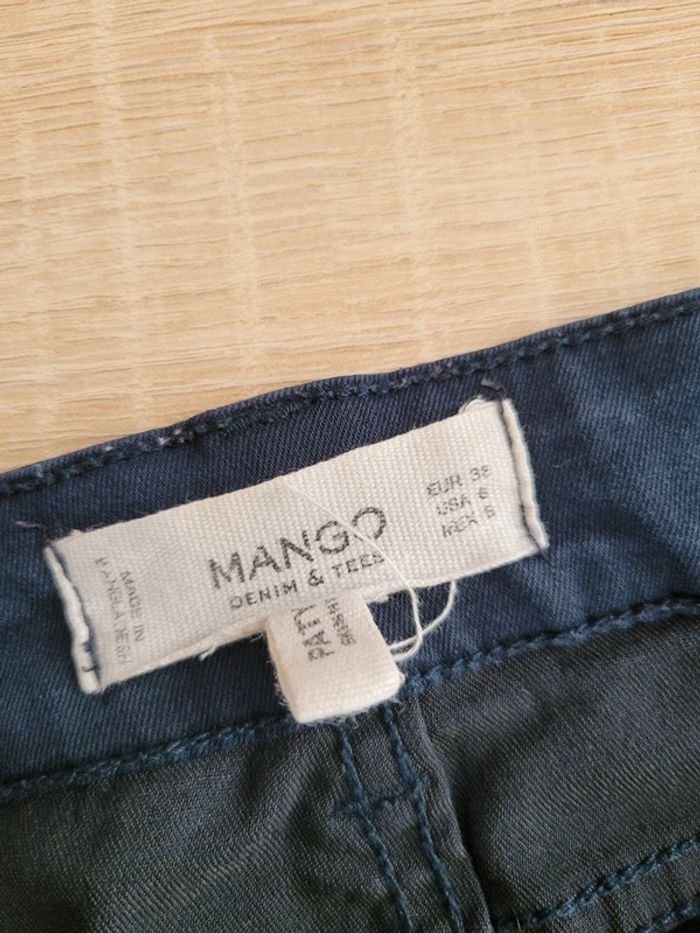 MANGO
DENIM & TEES
EUR 36
USA 6
MEX 6
MADE IN
BANGLADESH
PATTY